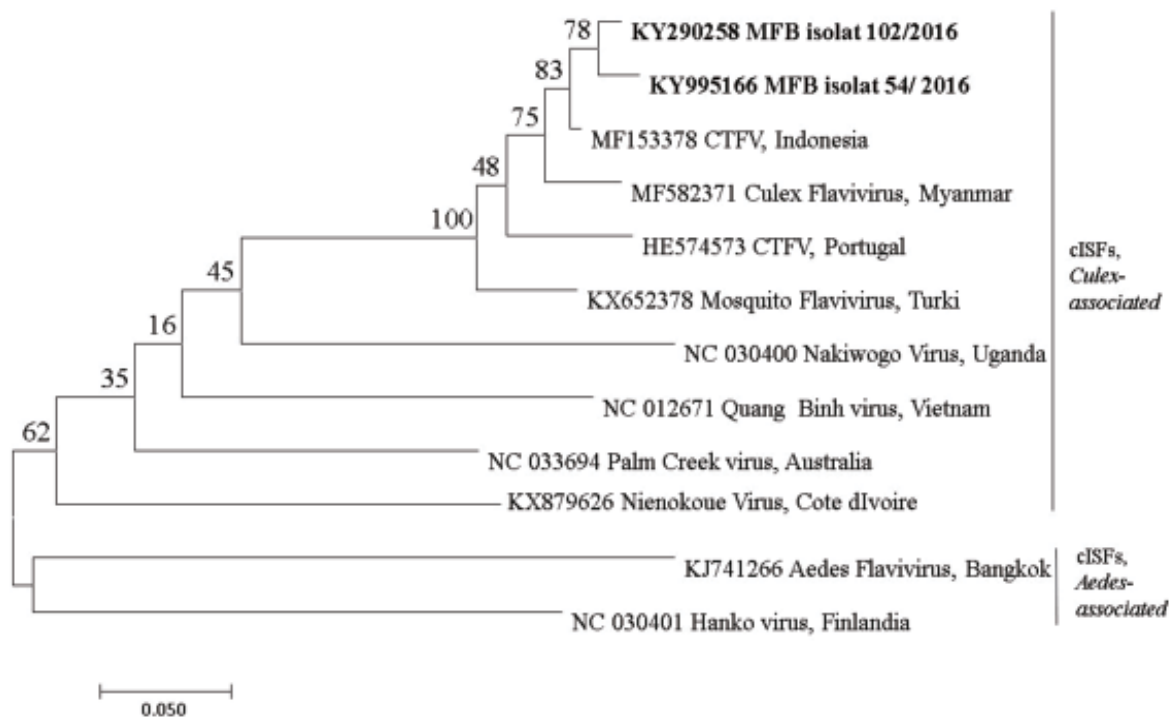 78
KY290258 MFB isolat 102/2016
83
KY995166 MFB isolat 54/ 2016
75
MF153378 CTFV, Indonesia
48
MF582371 Culex Flavivirus, Myanmar
100
HE574573 CTFV, Portugal
45
KX652378 Mosquito Flavivirus, Turki
16
NC 030400 Nakiwogo Virus, Uganda
35
NC 012671 Quang Binh virus, Vietnam
62
NC 033694 Palm Creek virus, Australia
KX879626 Nienokoue Virus, Cote dIvoire
cISFs,
Culex-
associated
KJ741266 Aedes Flavivirus, Bangkok
NC 030401 Hanko virus, Finlandia
cISFs,
Aedes-
associated
0.050